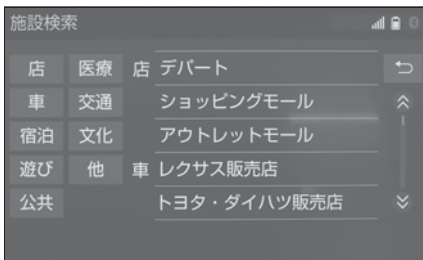 施設検索
店 医療 店 デパート
車 交通 ショッピングモール
宿泊 文化 アウトレットモール
遊び 他 車 レクサス販売店
公共 トヨタ・ダイハツ販売店